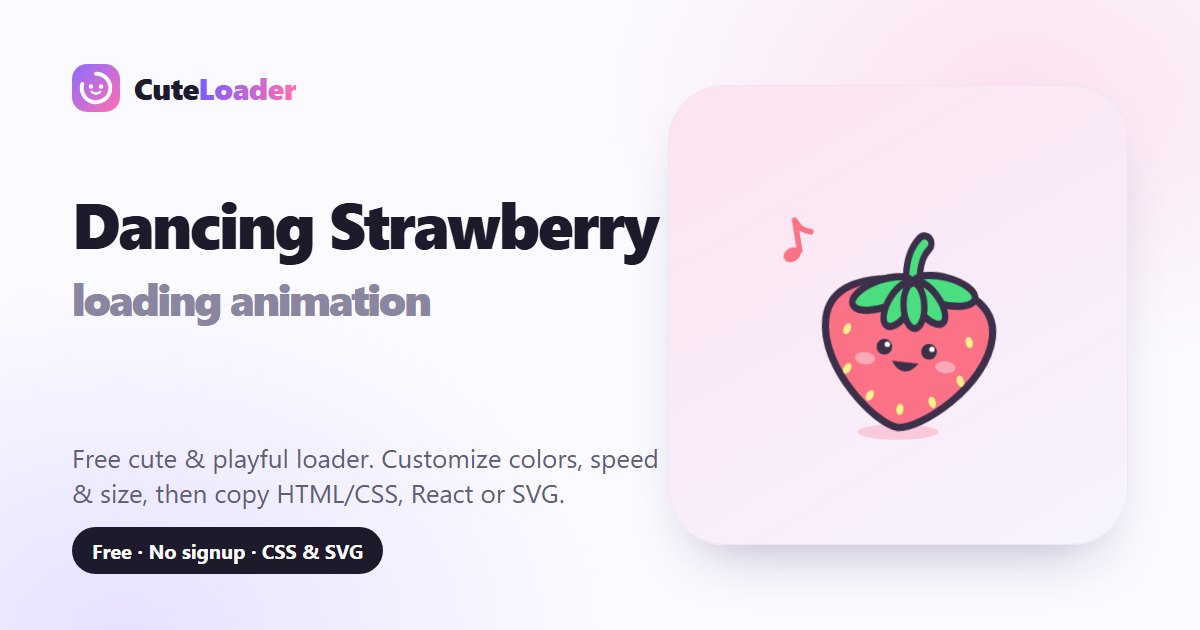 CuteLoader
Dancing Strawberry
loading animation
Free cute & playful loader. Customize colors, speed
& size, then copy HTML/CSS, React or SVG.
Free · No signup · CSS & SVG